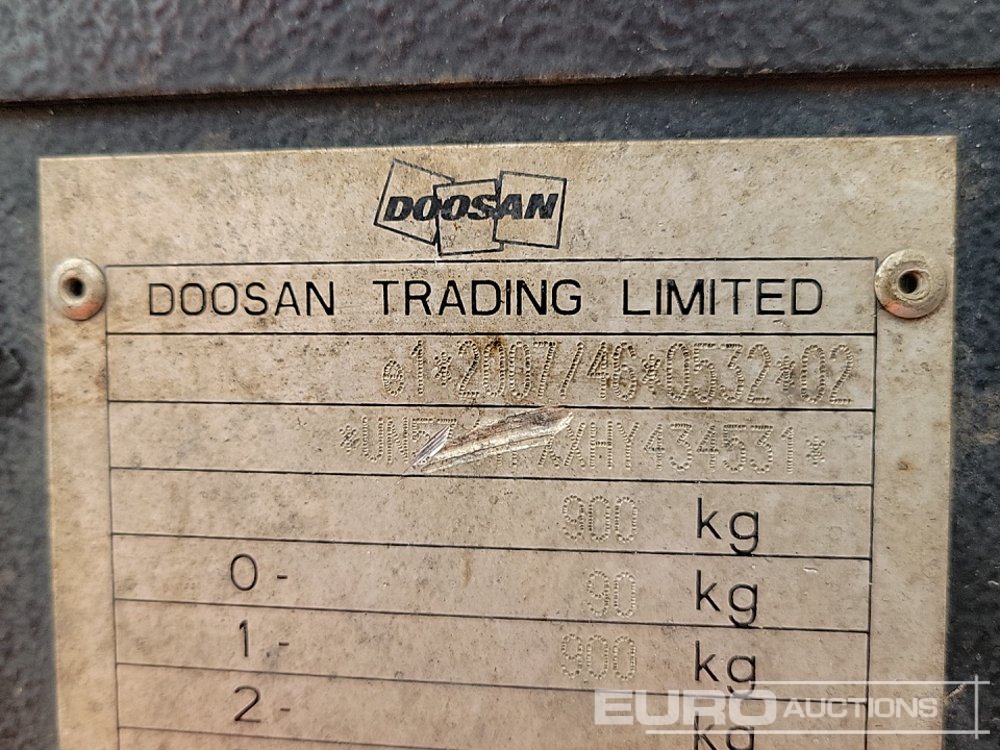 DOOSAN
DOOSAN TRADING LIMITED
e1*2007/46*0532*02
900 kg
0- 90 kg
1- 900 kg
2- kg
EURO AUCTIONS